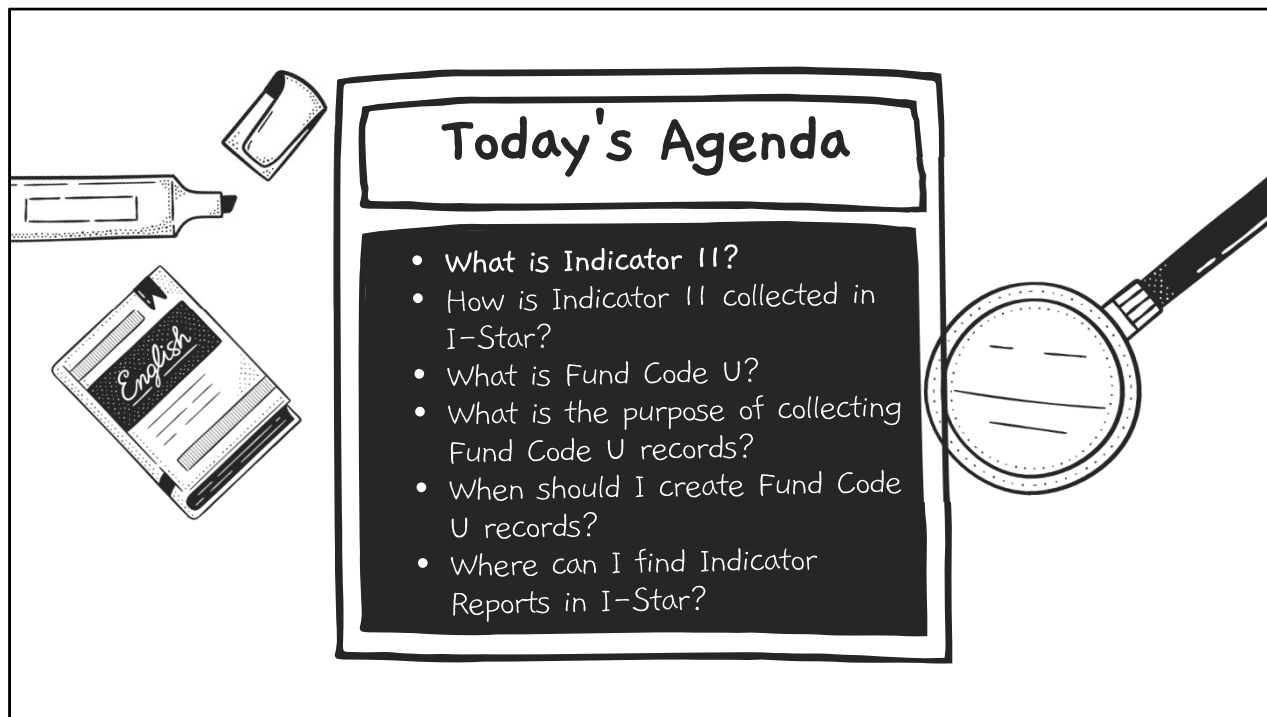 Today's Agenda
• What is Indicator 11?
• How is Indicator 11 collected in
I-Star?
• What is Fund Code U?
• What is the purpose of collecting
Fund Code U records?
• When should I create Fund Code
U records?
• Where can I find Indicator
Reports in I-Star?
English